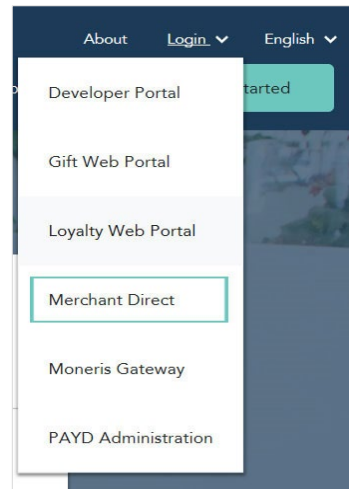 About Login English
Developer Portal
tarted
Gift Web Portal
Loyalty Web Portal
Merchant Direct
Moneris Gateway
PAYD Administration